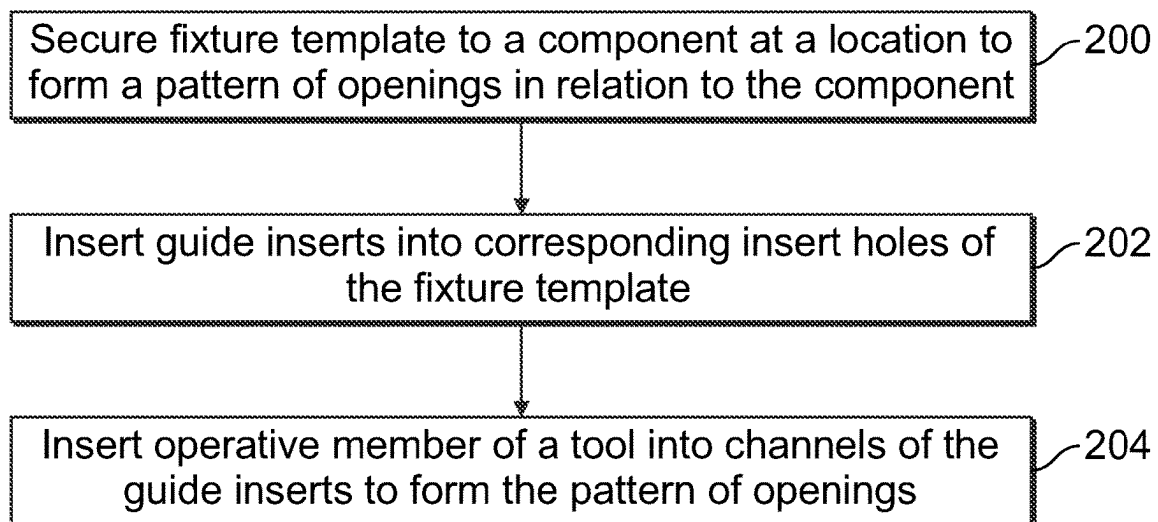 Secure fixture template to a component at a location to
form a pattern of openings in relation to the component
200
Insert guide inserts into corresponding insert holes of
the fixture template
202
Insert operative member of a tool into channels of the
guide inserts to form the pattern of openings
204